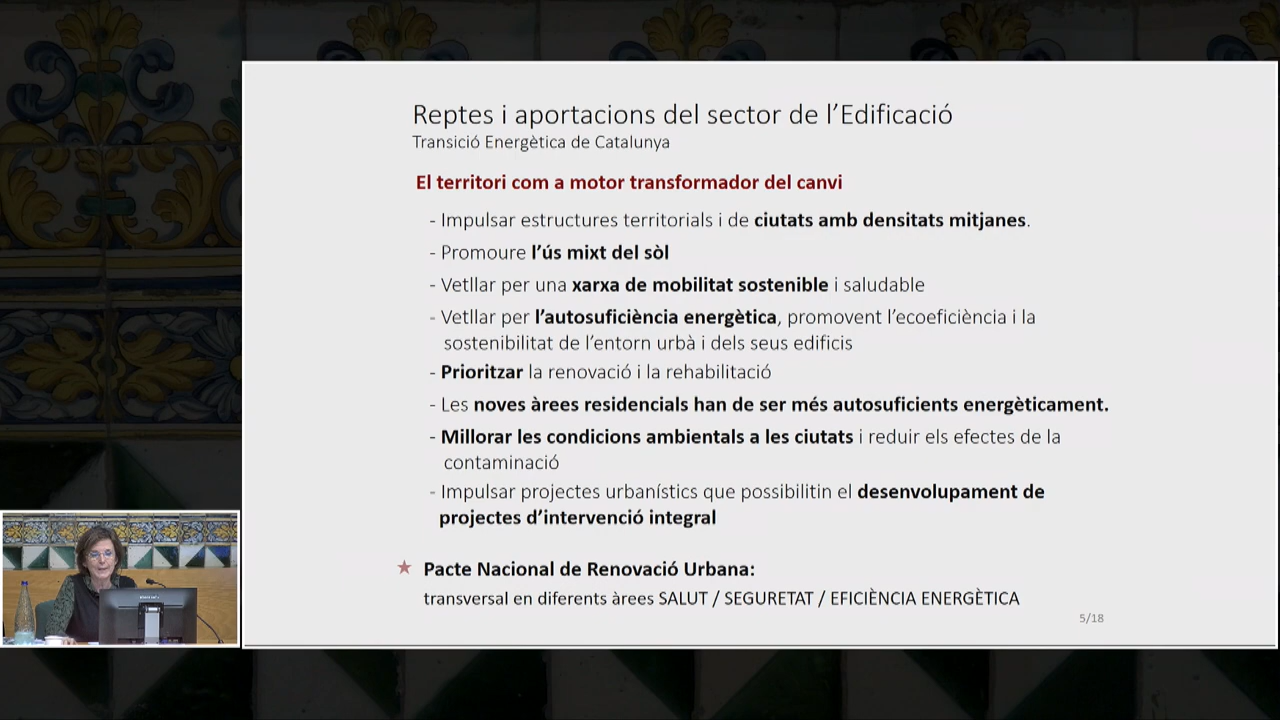 Reptes i aportacions del sector de l’Edificació
Transició Energètica de Catalunya
El territori com a motor transformador del canvi
- Impulsar estructures territorials i de ciutats amb densitats mitjanes.
- Promoure l’ús mixt del sòl
- Vetllar per una xarxa de mobilitat sostenible i saludable
- Vetllar per l’autosuficiència energètica, promovent l’ecoeficiència i la
sostenibilitat de l’entorn urbà i dels seus edificis
- Prioritzar la renovació i la rehabilitació
- Les noves àrees residencials han de ser més autosuficients energèticament.
- Millorar les condicions ambientals a les ciutats i reduir els efectes de la
contaminació
- Impulsar projectes urbanístics que possibilitin el desenvolupament de
projectes d’intervenció integral
★ Pacte Nacional de Renovació Urbana:
transversal en diferents àrees SALUT / SEGURETAT / EFICIÈNCIA ENERGÈTICA
5/18